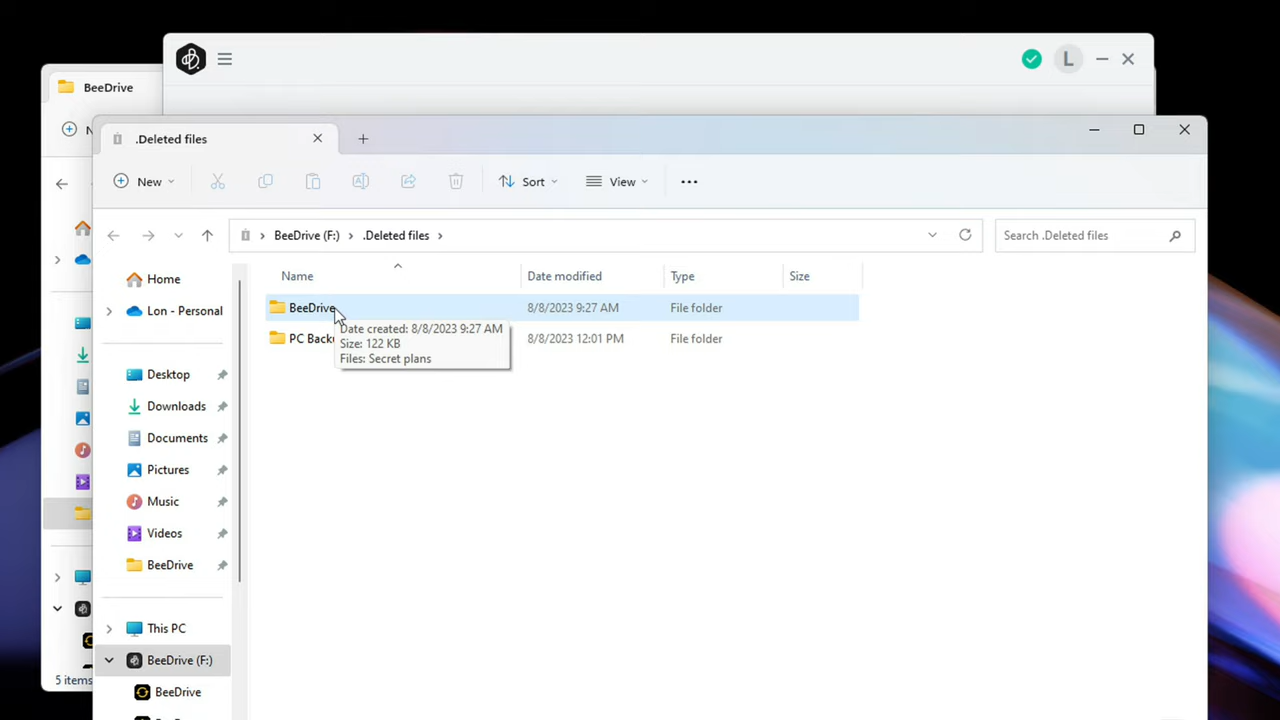 L
BeeDrive
.Deleted files
New
Sort
View
BeeDrive (F:)
.Deleted files
Search .Deleted files
Name
Date modified
Type
Size
Home
Lon - Personal
Desktop
Downloads
Documents
Pictures
Music
Videos
BeeDrive
This PC
BeeDrive (F:)
BeeDrive
BeeDrive
8/8/2023 9:27 AM
File folder
PC Back
8/8/2023 12:01 PM
File folder
Date created: 8/8/2023 9:27 AM
Size: 122 KB
Files: Secret plans
5 items